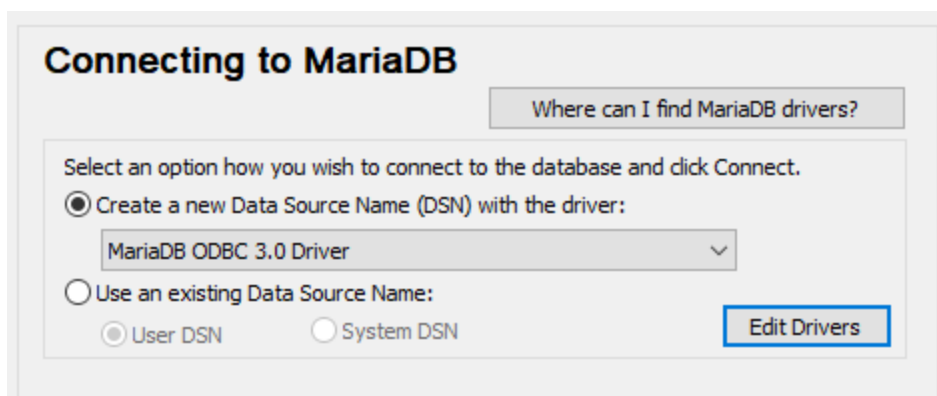 Connecting to MariaDB
Where can I find MariaDB drivers?
Select an option how you wish to connect to the database and click Connect.
Create a new Data Source Name (DSN) with the driver:
MariaDB ODBC 3.0 Driver
Use an existing Data Source Name:
User DSN System DSN
Edit Drivers